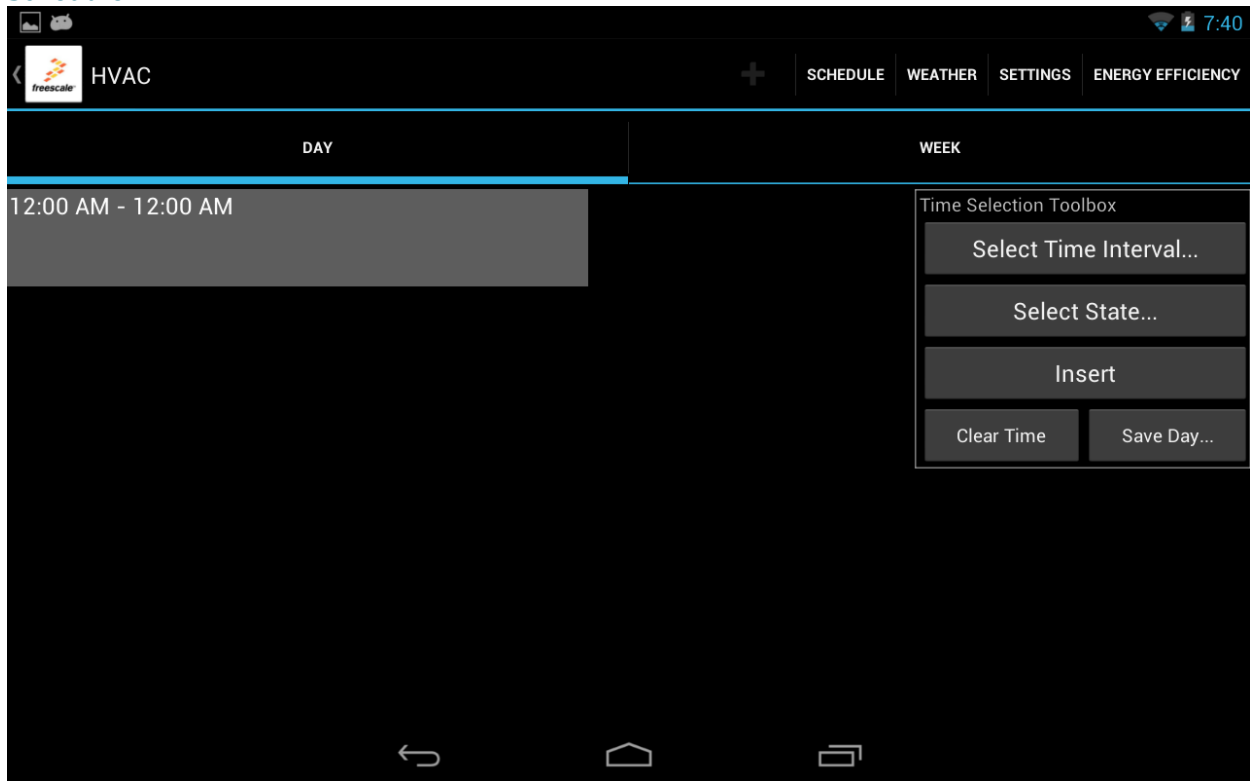 7:40
freescale
HVAC
SCHEDULE WEATHER SETTINGS ENERGY EFFICIENCY
DAY WEEK
12:00 AM - 12:00 AM
Time Selection Toolbox
Select Time Interval...
Select State...
Insert
Clear Time Save Day...